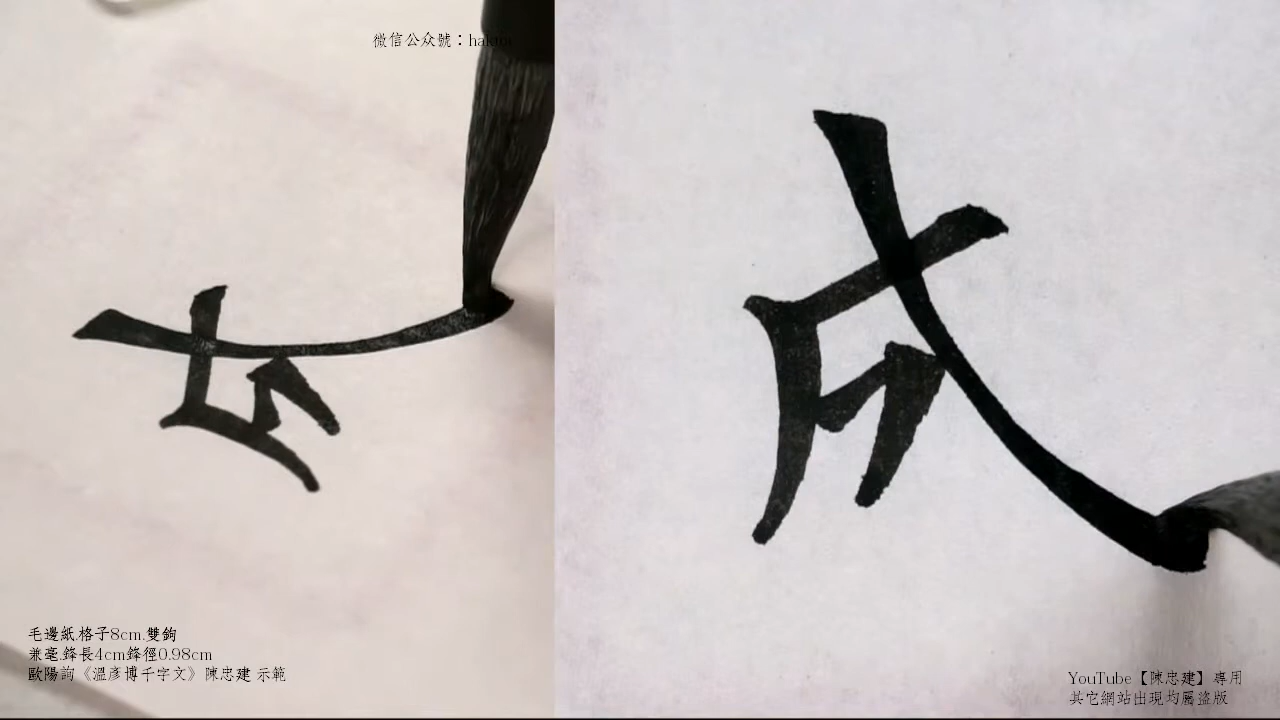 微信公众號：hakdni
成
毛邊紙.格子8cm.雙鉤
兼毫.鋒長4cm鋒徑0.98cm
歐陽詢《溫彥博千字文》陳忠建 示範
YouTube【陳忠建】專用
其它網站出現均屬盜版